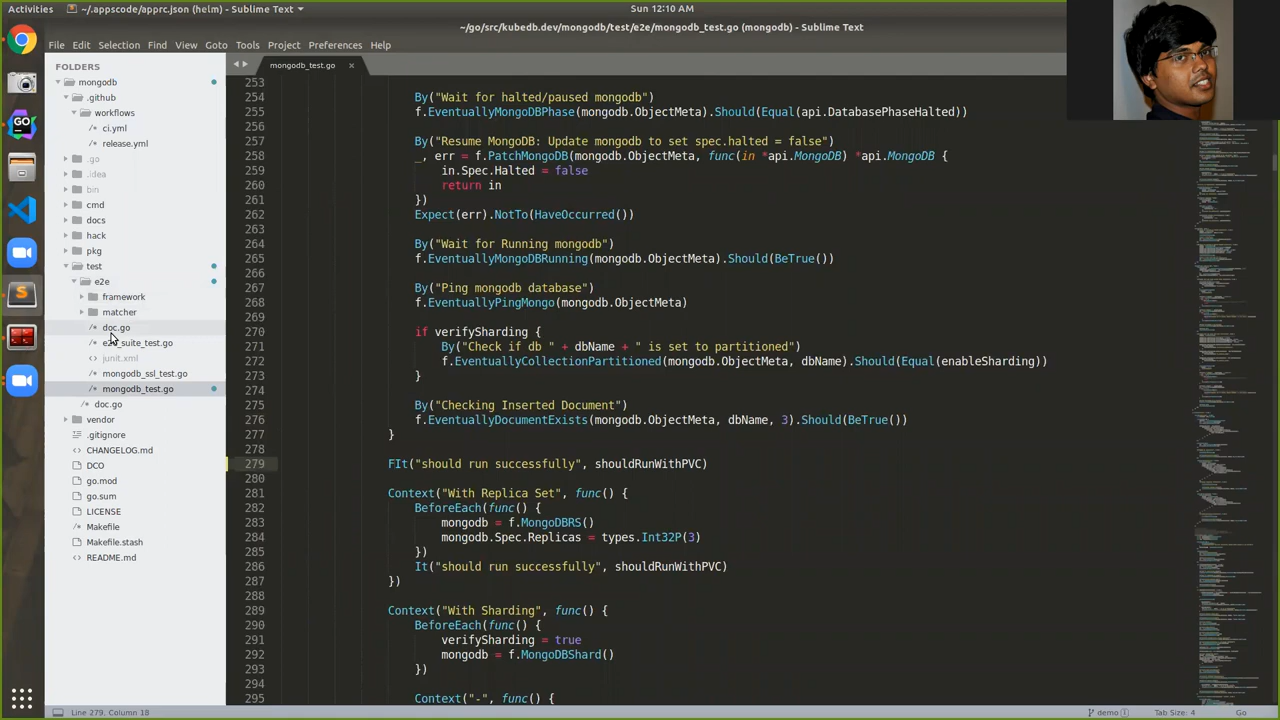 Activities
~/.appscode/apprc.json (helm) - Sublime Text
Sun 12:10 AM
~/go/src/kubedb.dev/mongodb/test/e2e/mongodb_test.go (mongodb) - Sublime Text
File Edit Selection Find View Goto Tools Project Preferences Help
FOLDERS
mongodb
.github
workflows
ci.yml
release.yml
.go
.idea
bin
cmd
docs
hack
pkg
test
e2e
framework
matcher
doc.go
e2e_suite_test.go
junit.xml
mongodb_ssl_test.go
mongodb_test.go
doc.go
vendor
.gitignore
CHANGELOG.md
DCO
go.mod
go.sum
LICENSE
Makefile
Makefile.stash
README.md
mongodb_test.go
253
254 By("Wait for halted/paused mongodb")
255 f.EventuallyMongoDBPhase(mongodb.ObjectMeta).Should(Equal(api.DatabasePhaseHalted))
256
257 By("Resume MongoDB to set spec.halted = false")
258 _, err = f.PatchMongoDB(mongodb.ObjectMeta, func(in *api.MongoDB) *api.MongoDB {
259 in.Spec.Halted = false
260 return in
261 })
262 Expect(err).NotTo(HaveOccurred())
263
264 By("Wait for Running mongodb")
265 f.EventuallyMongoDBRunning(mongodb.ObjectMeta).Should(BeTrue())
266
267 By("Ping mongodb database")
268 f.EventuallyPingMongo(mongodb.ObjectMeta)
269
270 if verifySharding {
271 By("Check if db " + dbName + " is set to partitioned")
272 f.EventuallyCollectionPartitioned(mongodb.ObjectMeta, dbName).Should(Equal(enableSharding))
273 }
274
275 By("Checking Inserted Document")
276 f.EventuallyDocumentExists(mongodb.ObjectMeta, dbName, 3).Should(BeTrue())
277 }
278
279 FIt("should run successfully", shouldRunWithPVC)
280
281 Context("With Replica Set", func() {
282 BeforeEach(func() {
283 mongodb = f.MongoDBRS()
284 mongodb.Spec.Replicas = types.Int32P(3)
285 })
286 It("should run successfully", shouldRunWithPVC)
287 })
288
289 Context("With Sharding", func() {
290 BeforeEach(func() {
291 verifySharding = true
292 mongodb = f.MongoDBShard()
293 })
294
295 Context("-"
Line 279, Column 18
demo
Tab Size: 4
Go